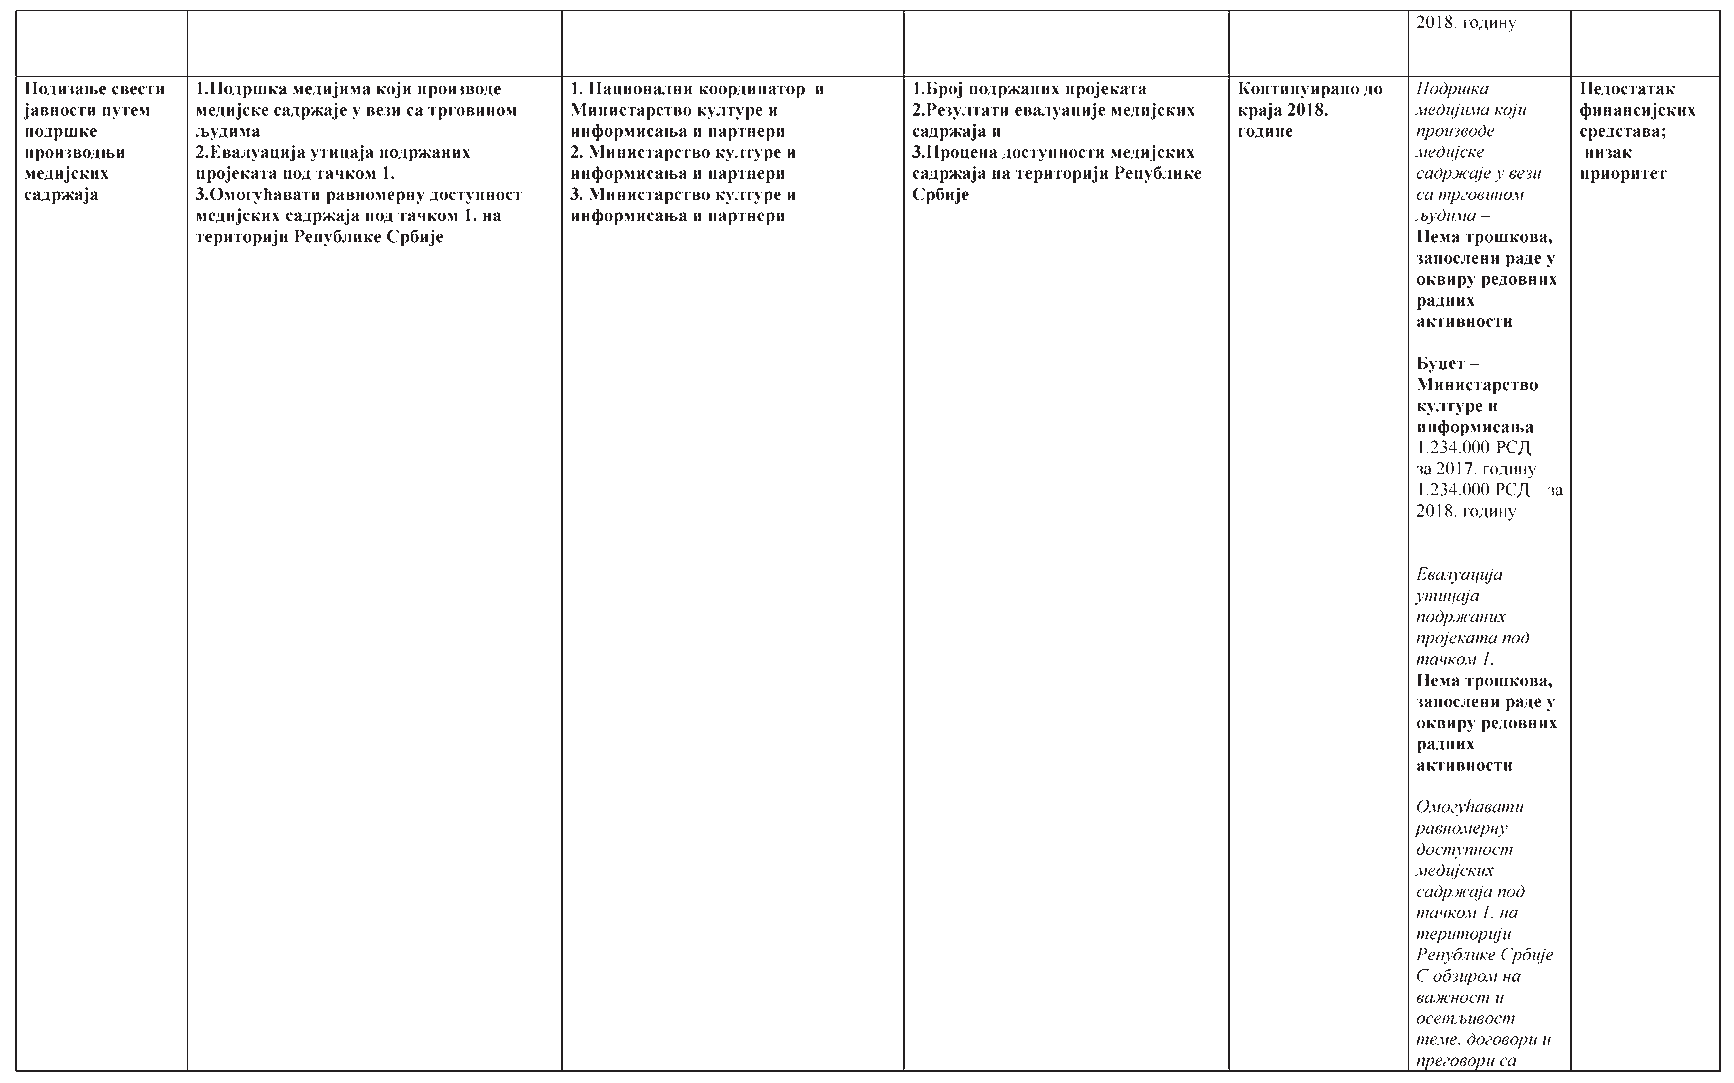 2018. годину
Подизање свести
јавности путем
подршке
производњи
медијских
садржаја
1.Подршка медијима који производе
медијске садржаје у вези са трговином
људима
2.Евалуација утицаја подржаних
пројеката под тачком 1.
3.Омогућавати равномерну доступност
медијских садржаја под тачком 1. на
територији Републике Србије
1. Национални координатор и
Министарство културе и
информисања и партнери
2. Министарство културе и
информисања и партнери
3. Министарство културе и
информисања и партнери
1.Број подржаних пројеката
2.Резултати евалуације медијских
садржаја и
3.Процена доступности медијских
садржаја на територији Републике
Србије
Континуирано до
краја 2018.
године
Подршка
медијима који
производе
медијске
садржаје у вези
са трговином
људима –
Нема трошкова,
запослени раде у
оквиру редовних
радних
активности
Буџет –
Министарство
културе и
информисања
1.234.000 РСД
за 2017. годину
1.234.000 РСД за
2018. годину
Евалуација
утицаја
подржаних
пројеката под
тачком 1.
Нема трошкова,
запослени раде у
оквиру редовних
радних
активности
Омогућавати
равномерну
доступност
медијских
садржаја под
тачком 1. на
територији
Републике Србије
С обзиром на
важност и
осетљивост
теме, договори и
преговори са
Недостатак
финансијских
средстава;
низак
приоритет